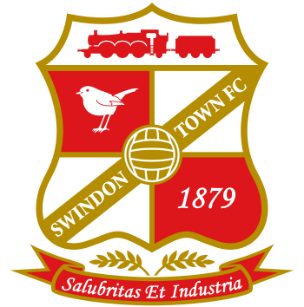 SWINDON TOWN FC
1879
Salubritas Et Industria